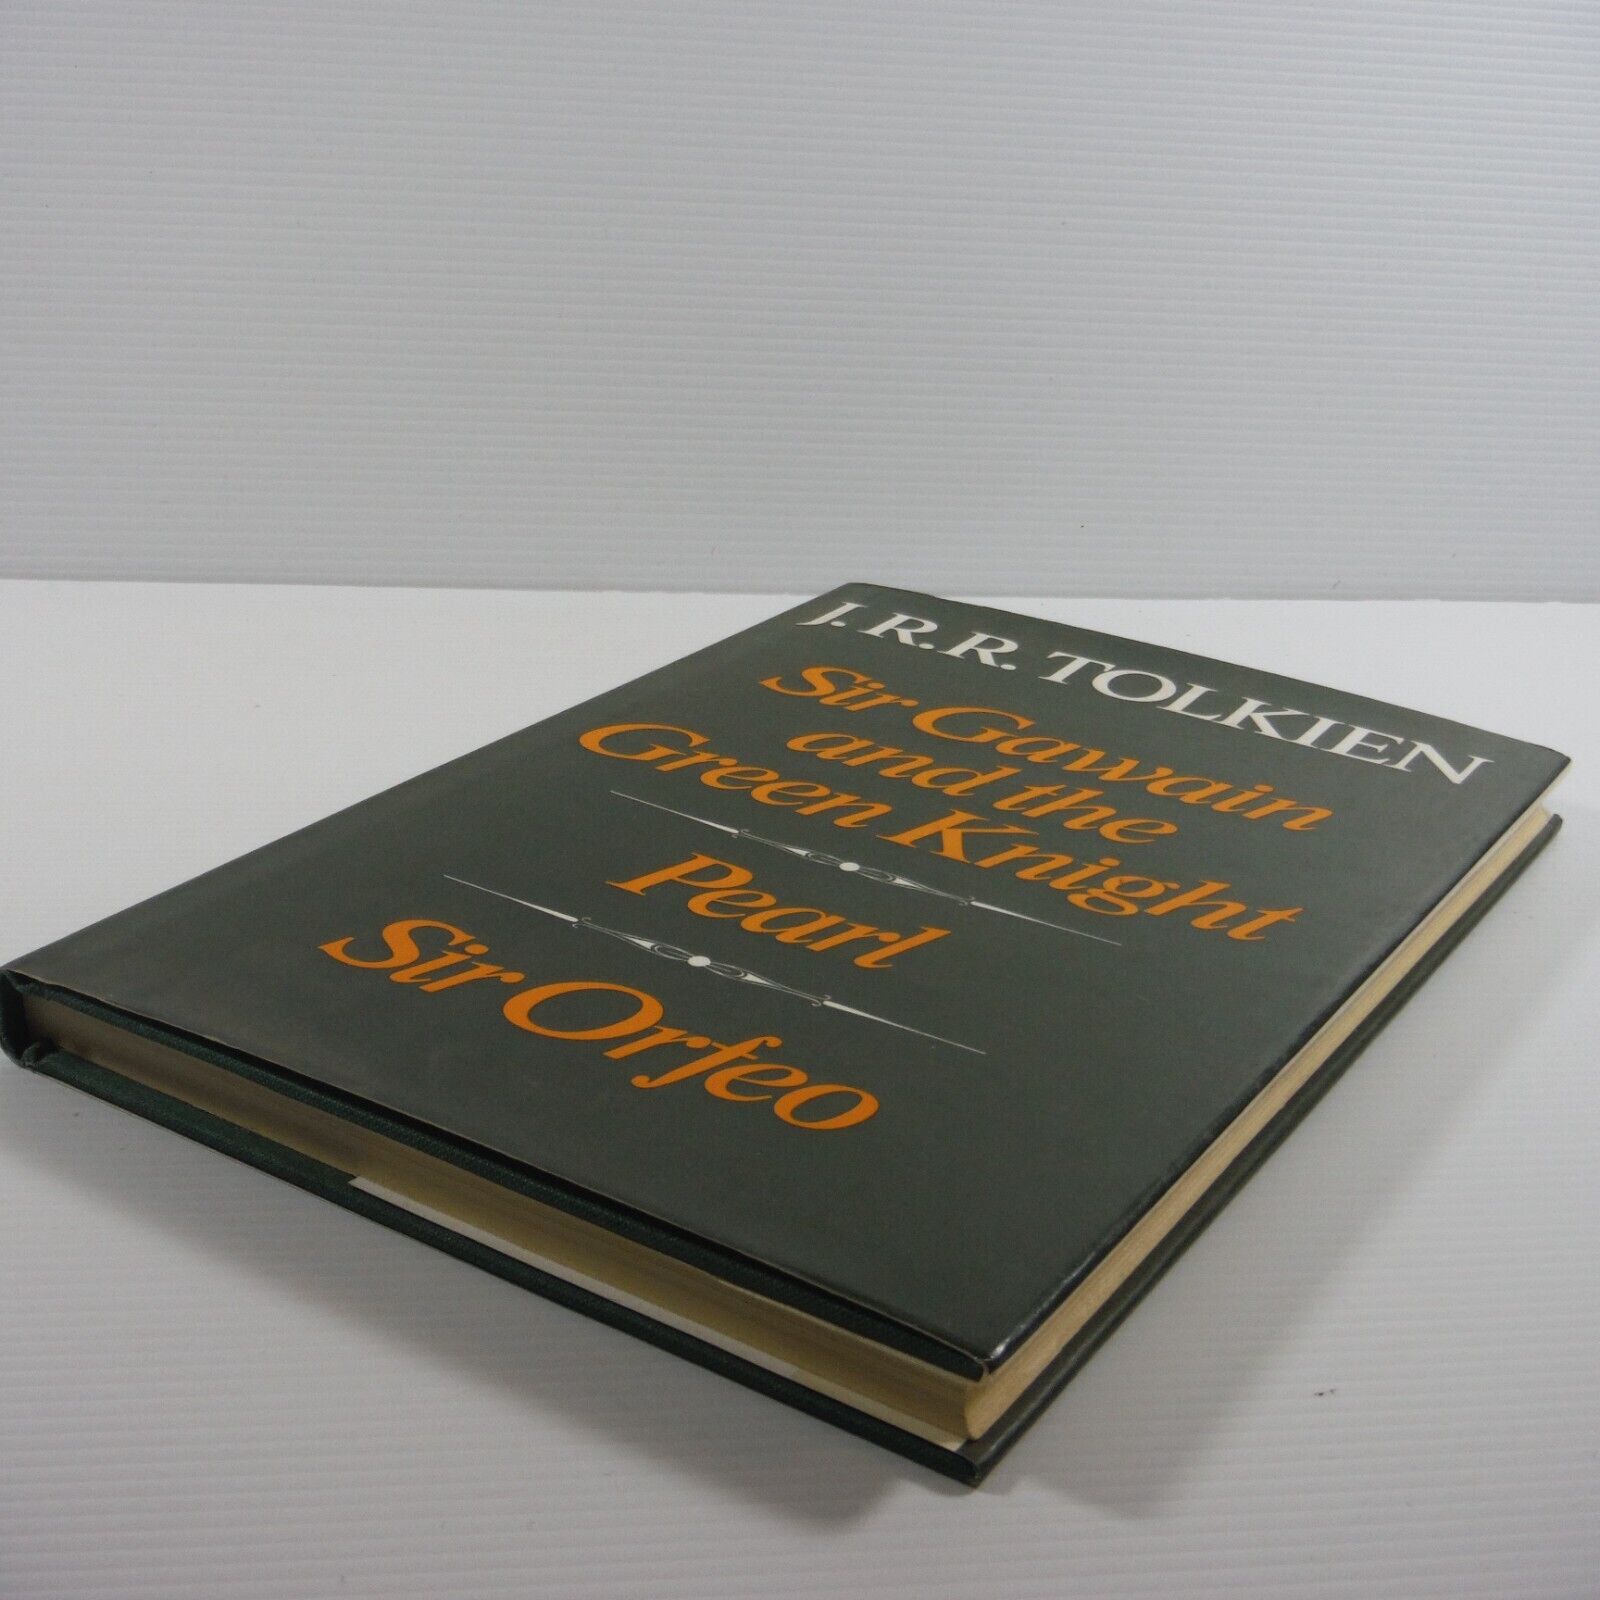 J.R.R. TOLKIEN
Sir Gawain
and the
Green Knight
Pearl
Sir Orfeo